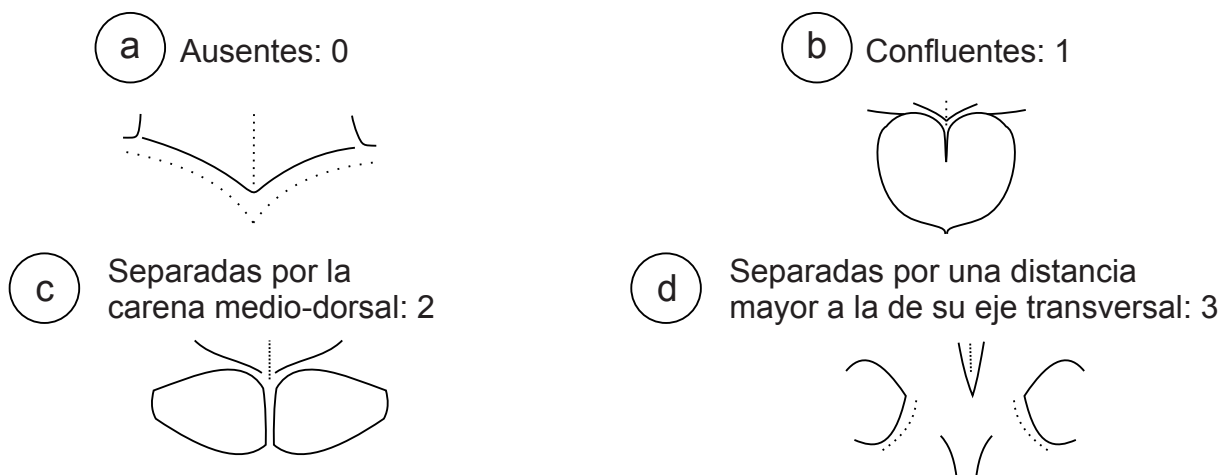 a Ausentes: 0
b Confluentes: 1
c Separadas por la
carena medio-dorsal: 2
d Separadas por una distancia
mayor a la de su eje transversal: 3